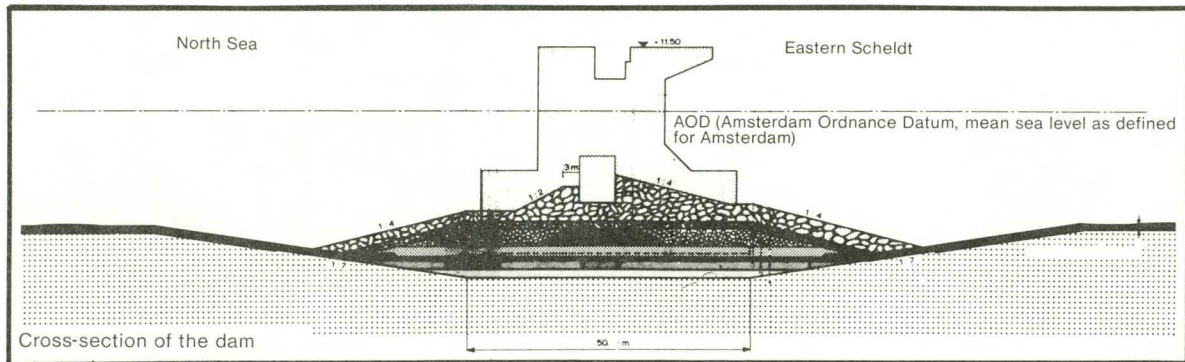 North Sea
+ 11.50
Eastern Scheldt
AOD (Amsterdam Ordnance Datum, mean sea level as defined
for Amsterdam)
3m
1:4
1:2
1:4
1:4
1:7
1:7
Cross-section of the dam
50 m